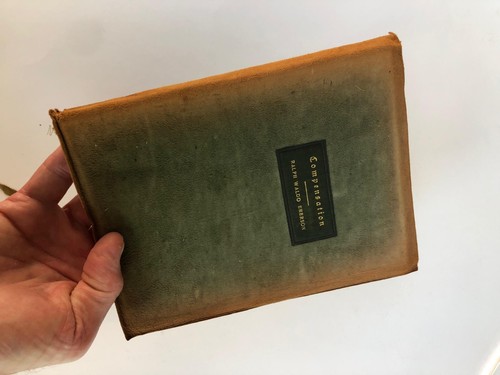 Compensation
RALPH WALDO EMERSON